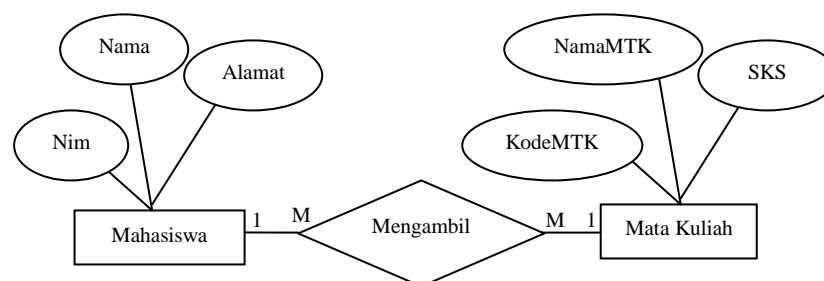 Nama
NamaMTK
Alamat
SKS
Nim
KodeMTK
Mahasiswa
1
M
Mengambil
M
1
Mata Kuliah